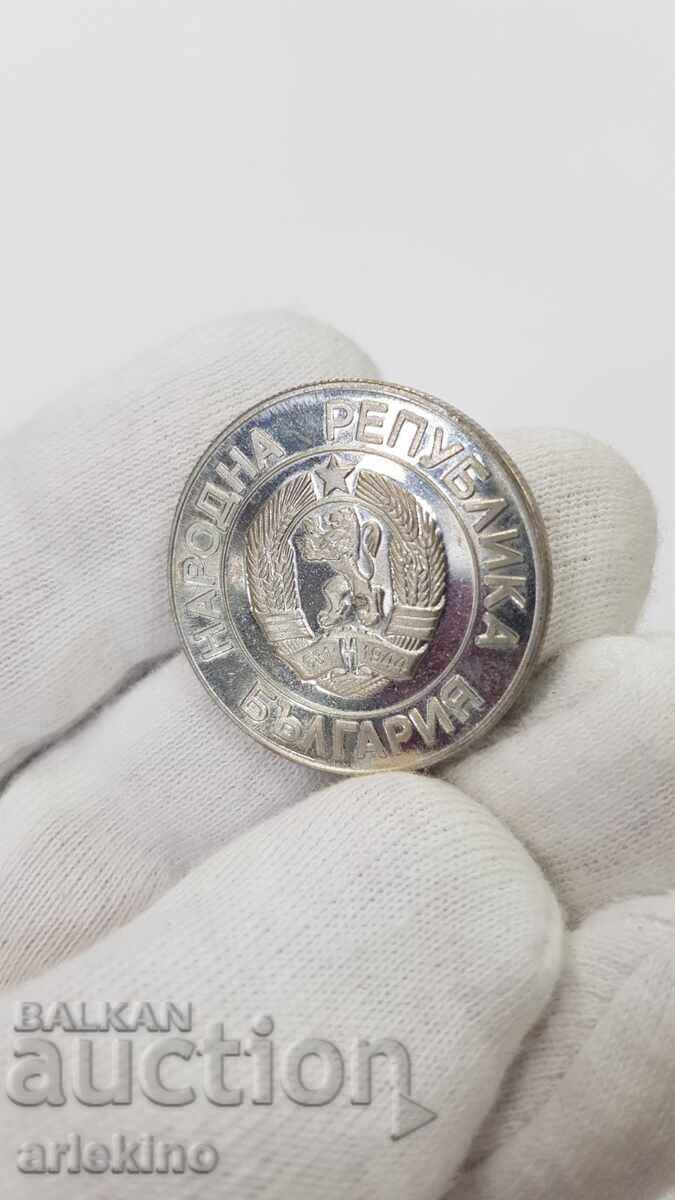 НАРОДНА РЕПУБЛИКА
БЪЛГАРИЯ
681 1944
BALKAN
auction
arlekino